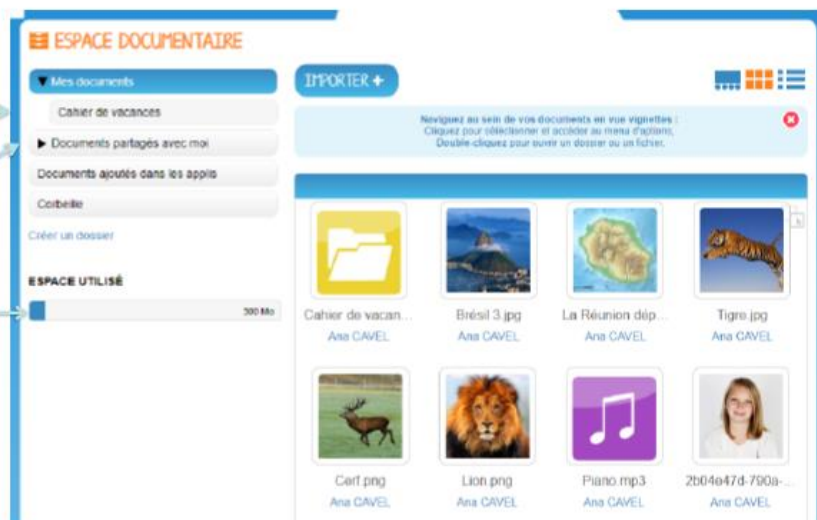 ESPACE DOCUMENTAIRE
Mes documents
Cahier de vacances
Documents partagés avec moi
Documents ajoutés dans les applis
Corbeille
Créer un dossier
ESPACE UTILISÉ
300 Mo
IMPORTER +
Naviguez au sein de vos documents en vue vignettes :
Cliquez pour sélectionner et accéder au menu d'options,
Double-cliquez pour ouvrir un dossier ou un fichier.
Cahier de vacan...
Ana CAVEL
Brésil 3.jpg
Ana CAVEL
La Réunion dép...
Ana CAVEL
Tigre.jpg
Ana CAVEL
Cerf.png
Ana CAVEL
Lion.png
Ana CAVEL
Piano.mp3
Ana CAVEL
2b04e47d-790a-...
Ana CAVEL